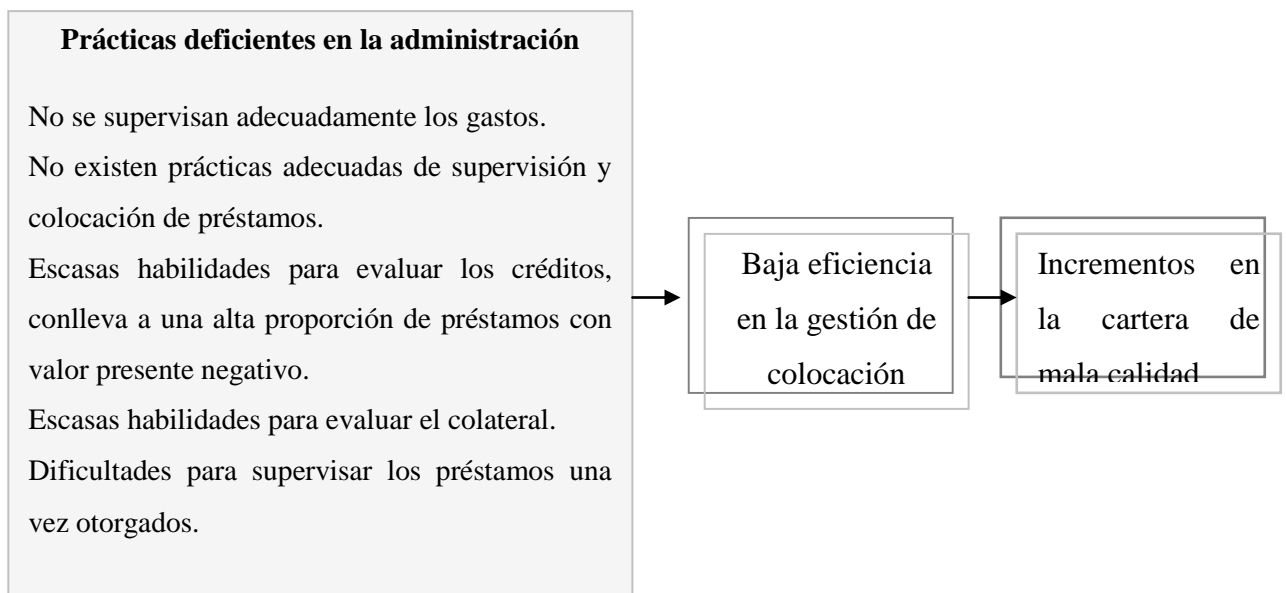 Prácticas deficientes en la administración
No se supervisan adecuadamente los gastos.
No existen prácticas adecuadas de supervisión y
colocación de préstamos.
Escasas habilidades para evaluar los créditos,
conlleva a una alta proporción de préstamos con
valor presente negativo.
Escasas habilidades para evaluar el colateral.
Dificultades para supervisar los préstamos una
vez otorgados.
Baja eficiencia
en la gestión de
colocación
Incrementos en
la cartera de
mala calidad